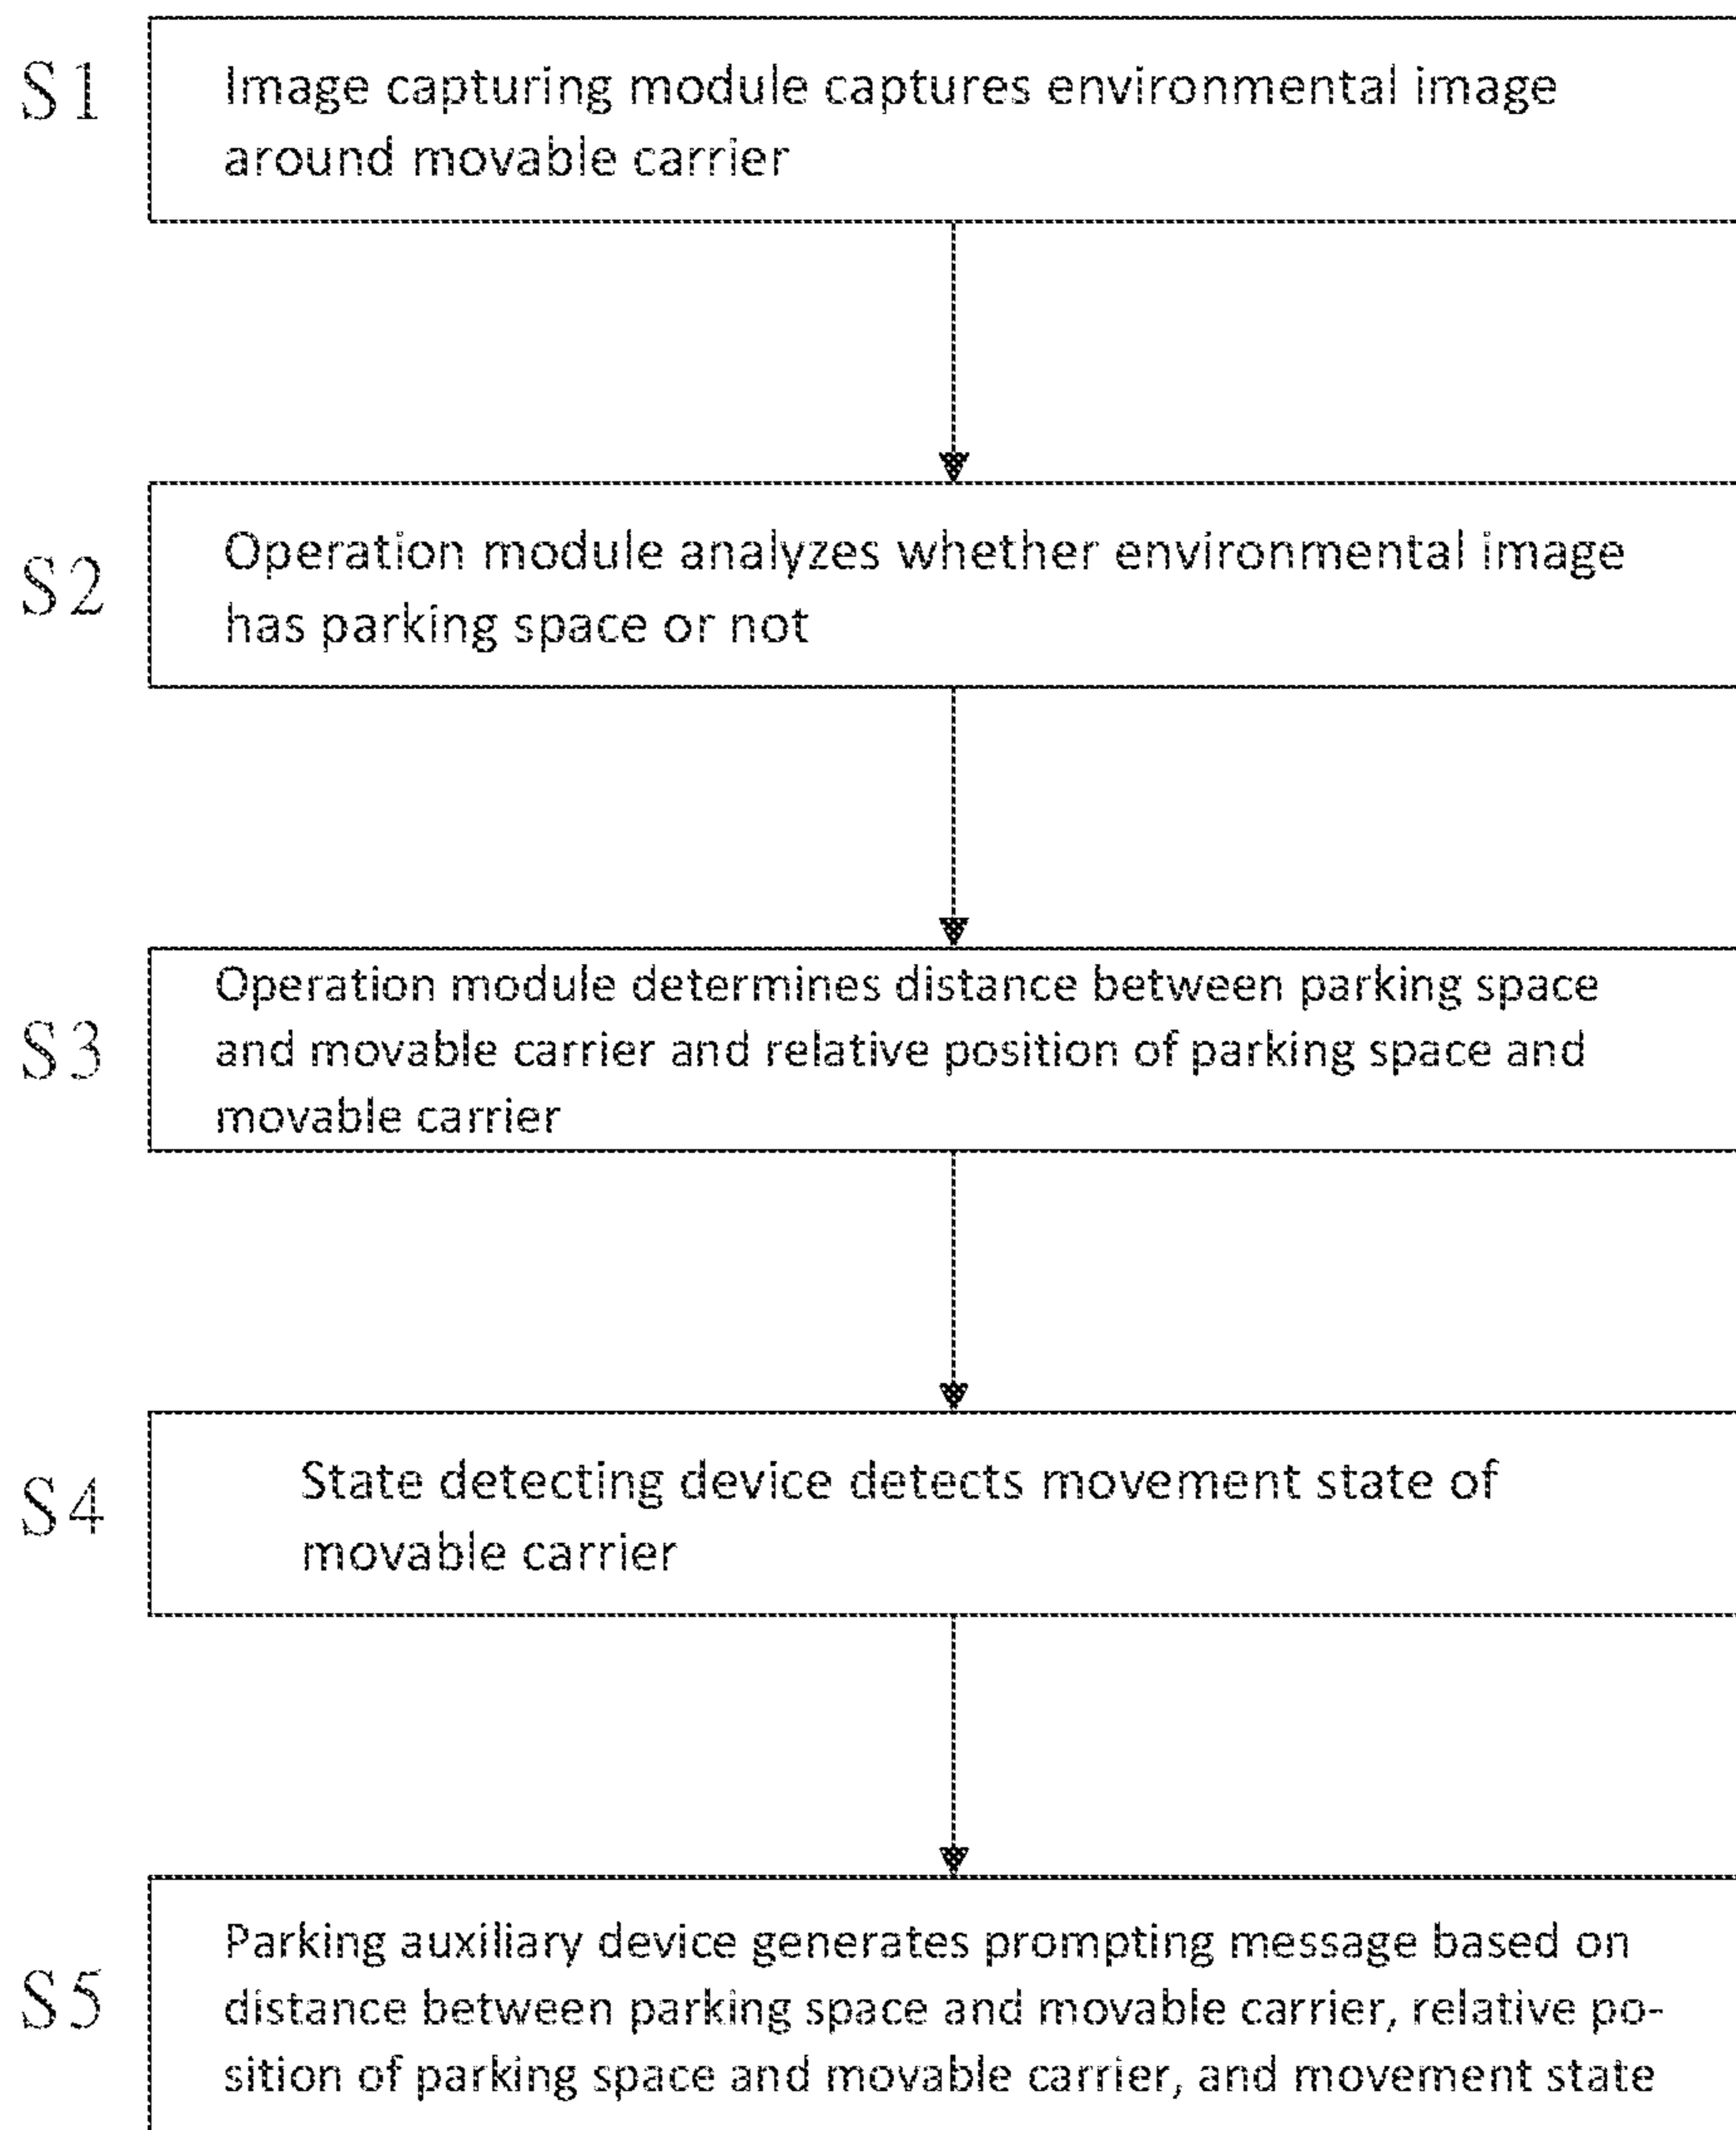 S1
Image capturing module captures environmental image
around movable carrier
S2
Operation module analyzes whether environmental image
has parking space or not
S3
Operation module determines distance between parking space
and movable carrier and relative position of parking space and
movable carrier
S4
State detecting device detects movement state of
movable carrier
S5
Parking auxiliary device generates prompting message based on
distance between parking space and movable carrier, relative po-
sition of parking space and movable carrier, and movement state